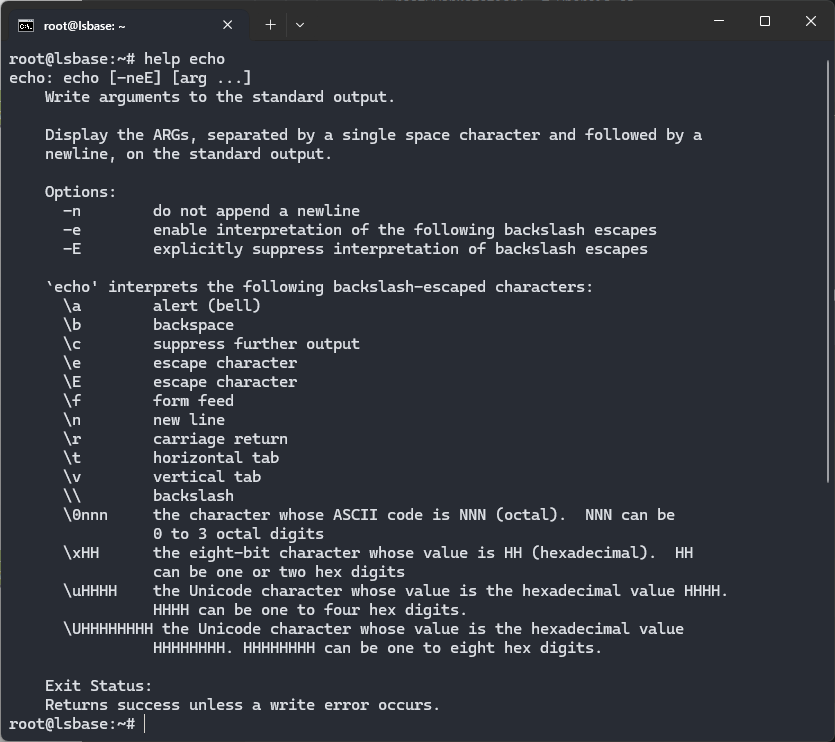 root@lsbase: ~
root@lsbase:~# help echo
echo: echo [-neE] [arg ...]
    Write arguments to the standard output.

    Display the ARGs, separated by a single space character and followed by a
    newline, on the standard output.

    Options:
      -n        do not append a newline
      -e        enable interpretation of the following backslash escapes
      -E        explicitly suppress interpretation of backslash escapes

    `echo' interprets the following backslash-escaped characters:
      \a        alert (bell)
      \b        backspace
      \c        suppress further output
      \e        escape character
      \E        escape character
      \f        form feed
      \n        new line
      \r        carriage return
      \t        horizontal tab
      \v        vertical tab
      \\        backslash
      \0nnn     the character whose ASCII code is NNN (octal).  NNN can be
                0 to 3 octal digits
      \xHH      the eight-bit character whose value is HH (hexadecimal).  HH
                can be one or two hex digits
      \uHHHH    the Unicode character whose value is the hexadecimal value HHHH.
                HHHH can be one to four hex digits.
      \UHHHHHHHH the Unicode character whose value is the hexadecimal value
                HHHHHHHH. HHHHHHHH can be one to eight hex digits.

    Exit Status:
    Returns success unless a write error occurs.
root@lsbase:~#